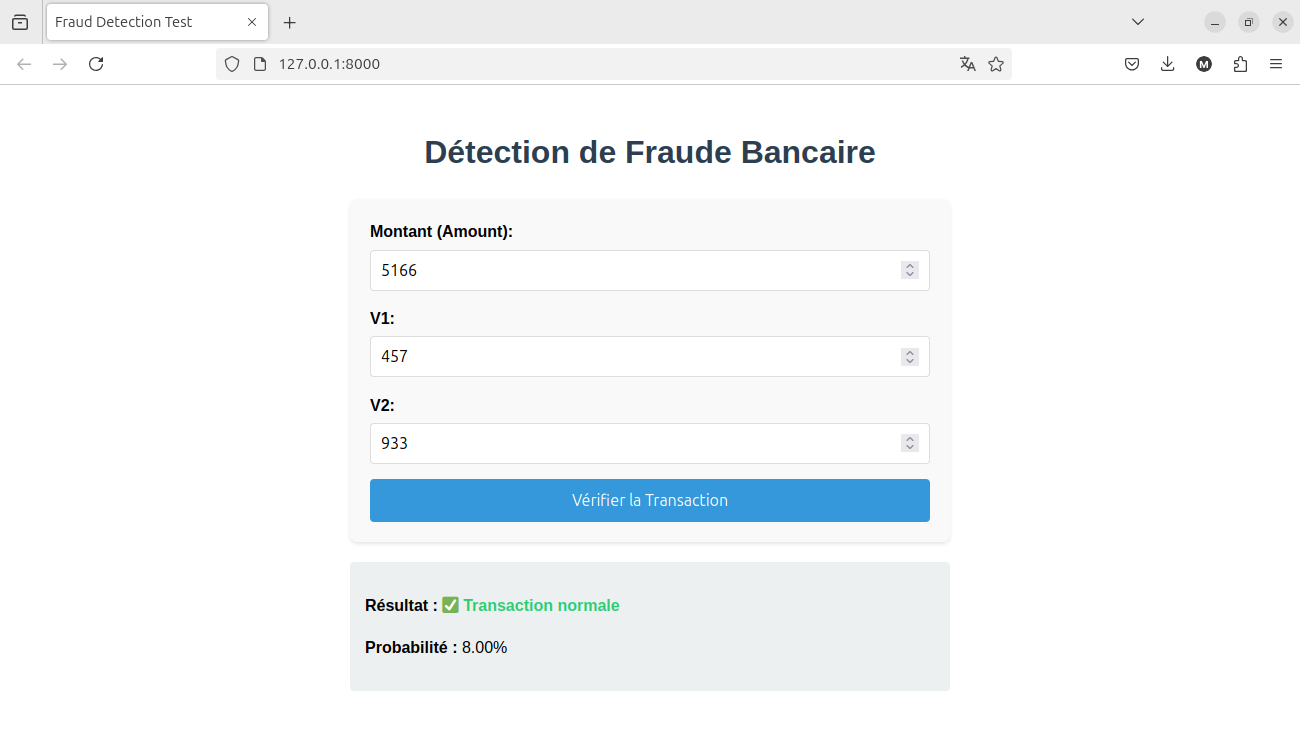 Fraud Detection Test
127.0.0.1:8000
M
Détection de Fraude Bancaire
Montant (Amount):
5166
V1:
457
V2:
933
Vérifier la Transaction
Résultat : ✅ Transaction normale
Probabilité : 8.00%